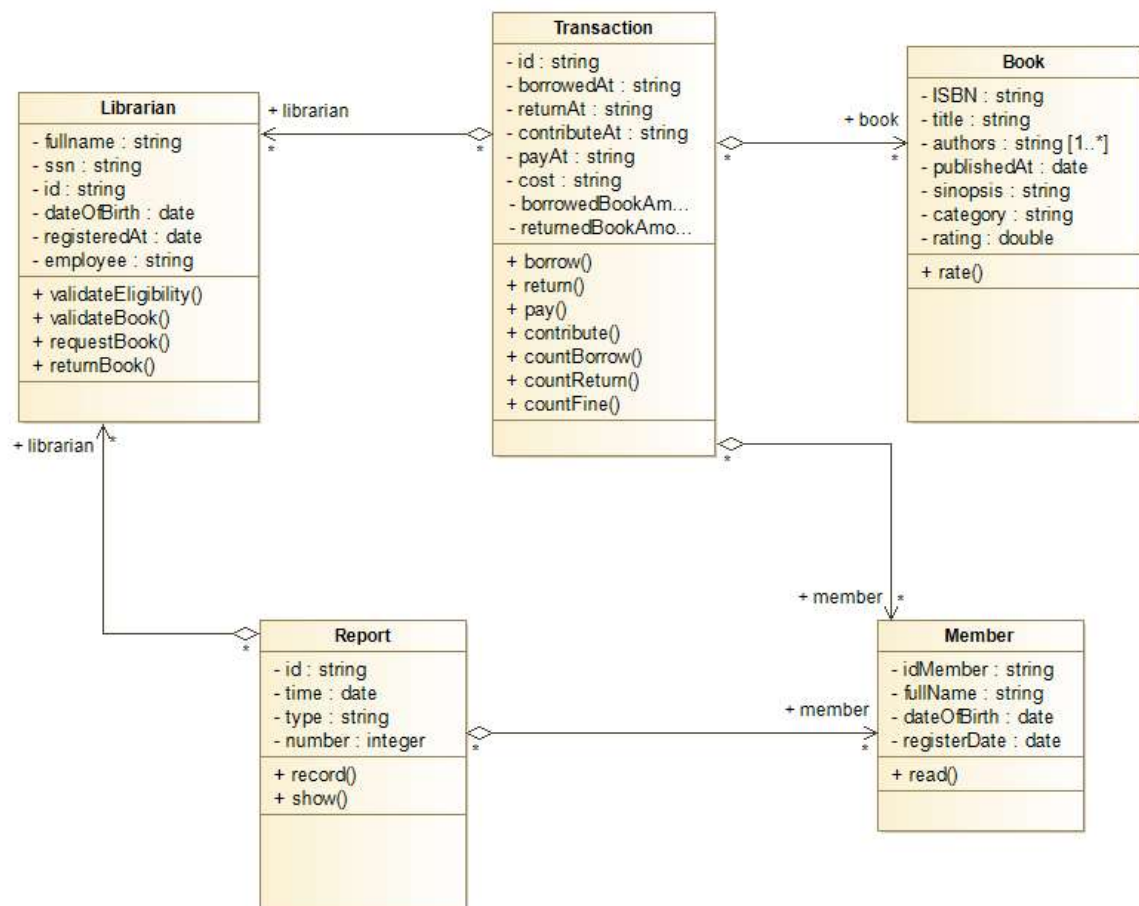 Transaction
- id : string
- borrowedAt : string
- returnAt : string
- contributeAt : string
- payAt : string
- cost : string
- borrowedBookAm...
- returnedBookAmo...
+ borrow()
+ return()
+ pay()
+ contribute()
+ countBorrow()
+ countReturn()
+ countFine()
*
*
*
Librarian
- fullname : string
- ssn : string
- id : string
- dateOfBirth : date
- registeredAt : date
- employee : string
+ validateEligibility()
+ validateBook()
+ requestBook()
+ returnBook()
+ librarian
*
+ librarian
*
Book
- ISBN : string
- title : string
- authors : string [1..*]
- publishedAt : date
- sinopsis : string
- category : string
- rating : double
+ rate()
+ book
*
Report
- id : string
- time : date
- type : string
- number : integer
+ record()
+ show()
*
*
Member
- idMember : string
- fullName : string
- dateOfBirth : date
- registerDate : date
+ read()
+ member
*
+ member
*